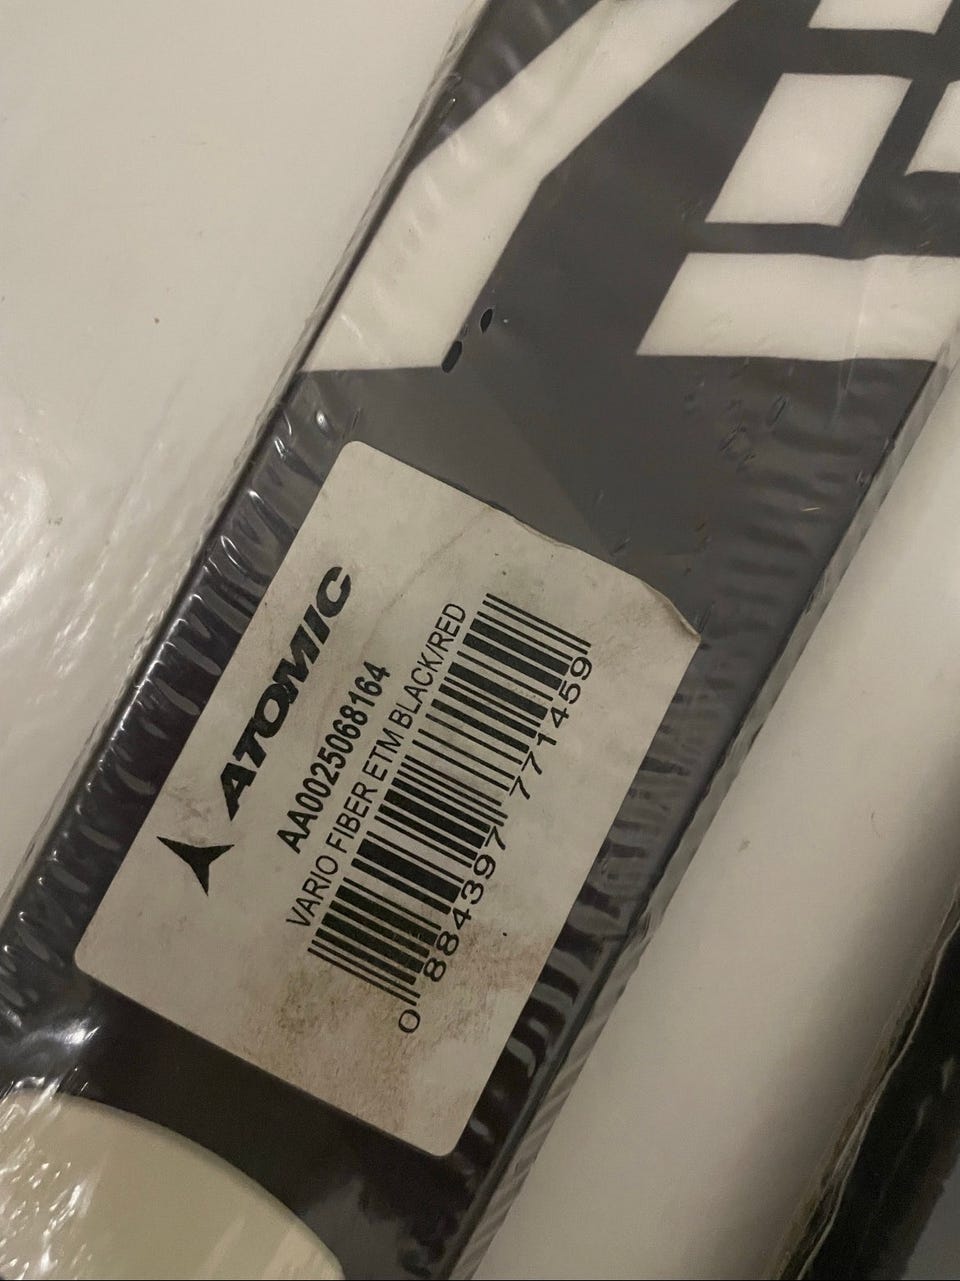 ATOMIC
AA0025068164
VARIO FIBER ETM BLACK/RED
0 884397 771459